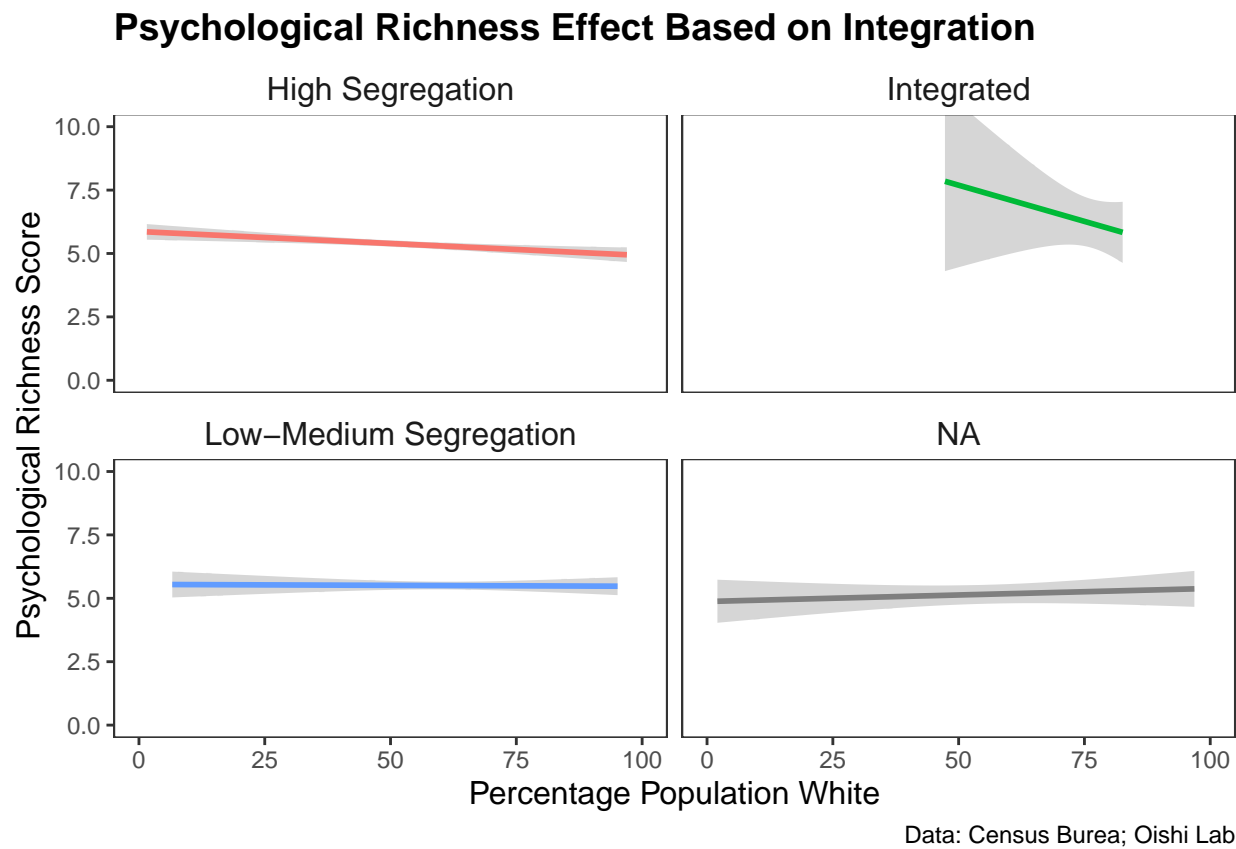 Psychological Richness Effect Based on Integration
High Segregation
Integrated
10.0
7.5
5.0
2.5
0.0
Low−Medium Segregation
NA
10.0
7.5
5.0
2.5
0.0
0 25 50 75 100
0 25 50 75 100
Psychological Richness Score
Percentage Population White
Data: Census Burea; Oishi Lab